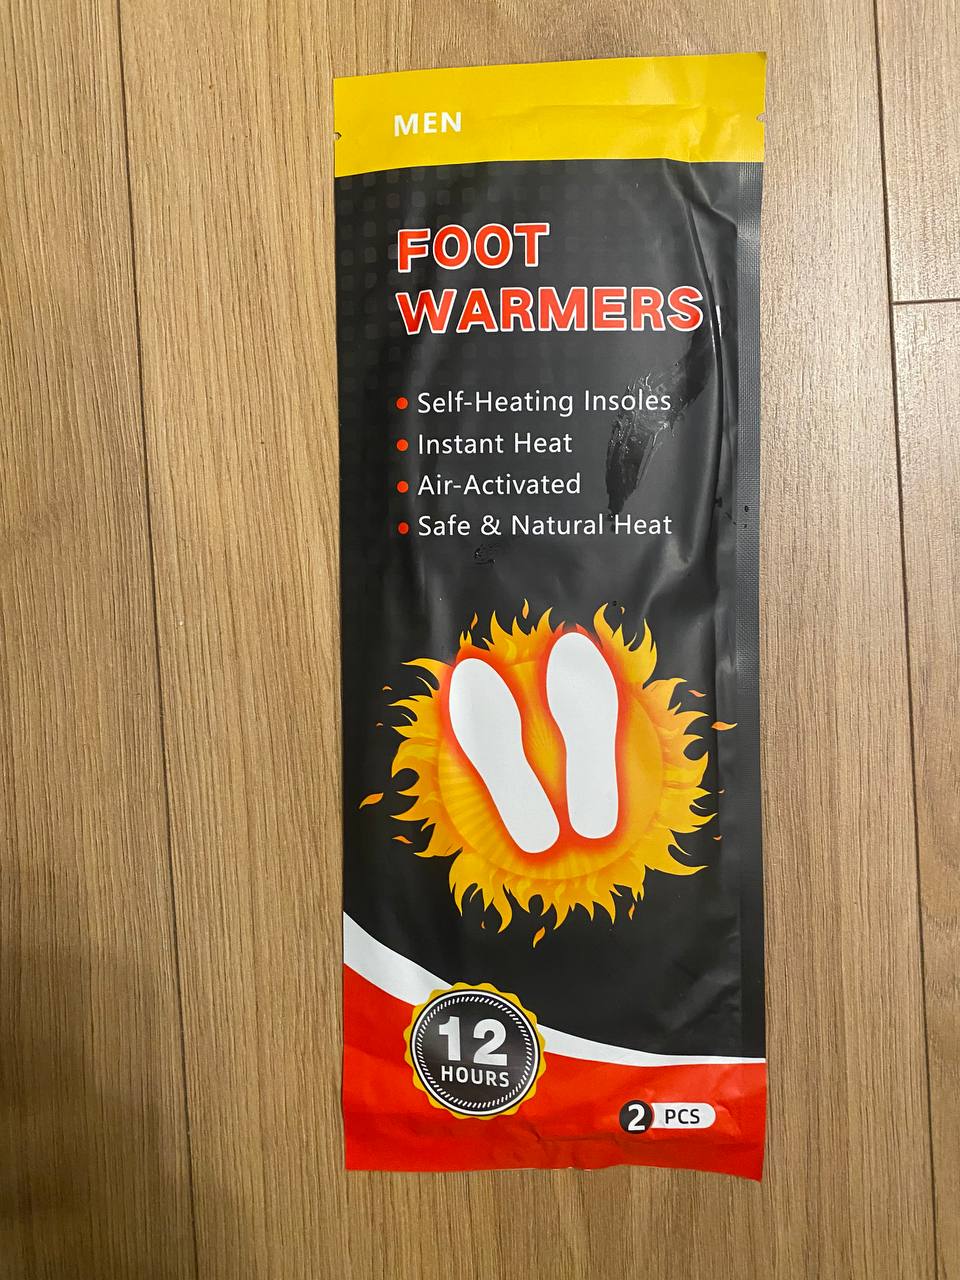 MEN
FOOT
WARMERS
Self-Heating Insoles
Instant Heat
Air-Activated
Safe & Natural Heat
12
HOURS
2 PCS